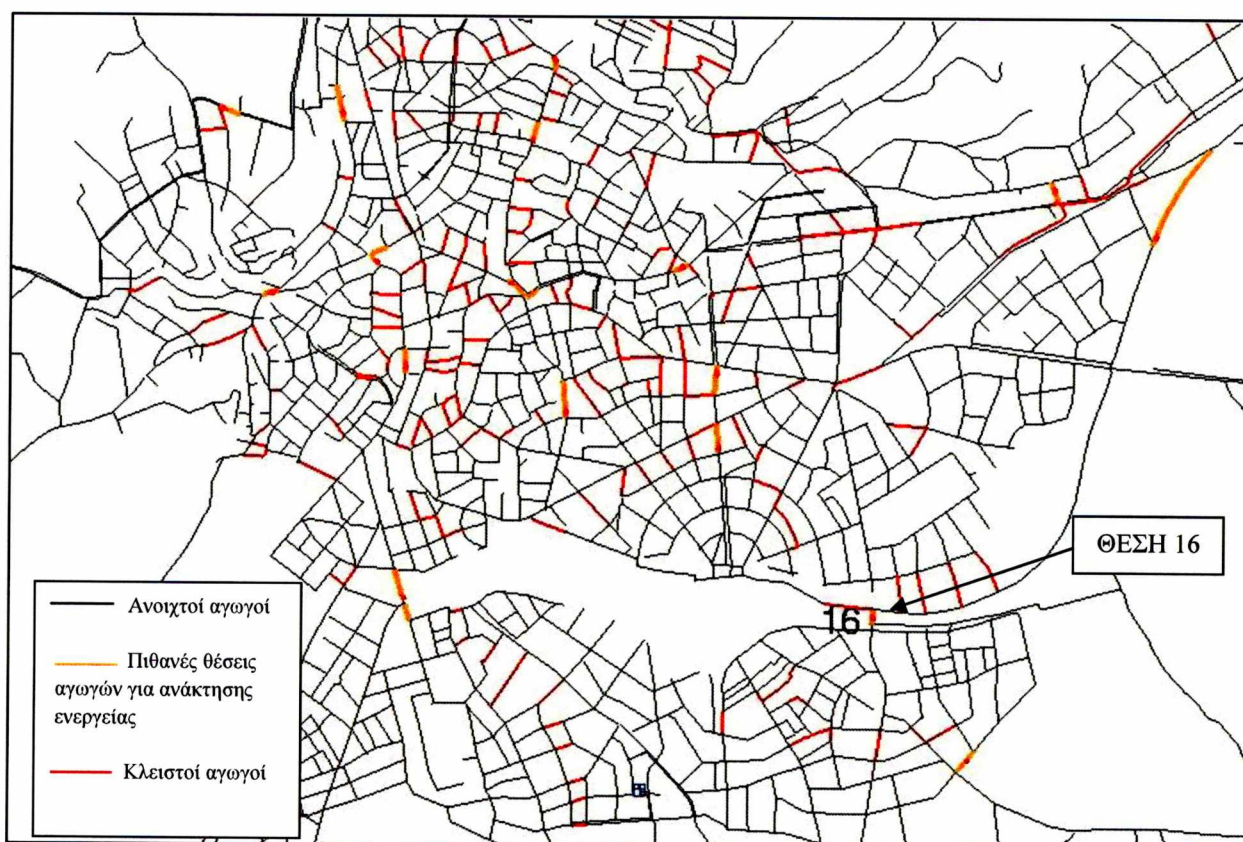 ΘΕΣΗ 16
16
Ανοιχτοί αγωγοί
Πιθανές θέσεις
αγωγών για ανάκτησης
ενεργείας
Κλειστοί αγωγοί